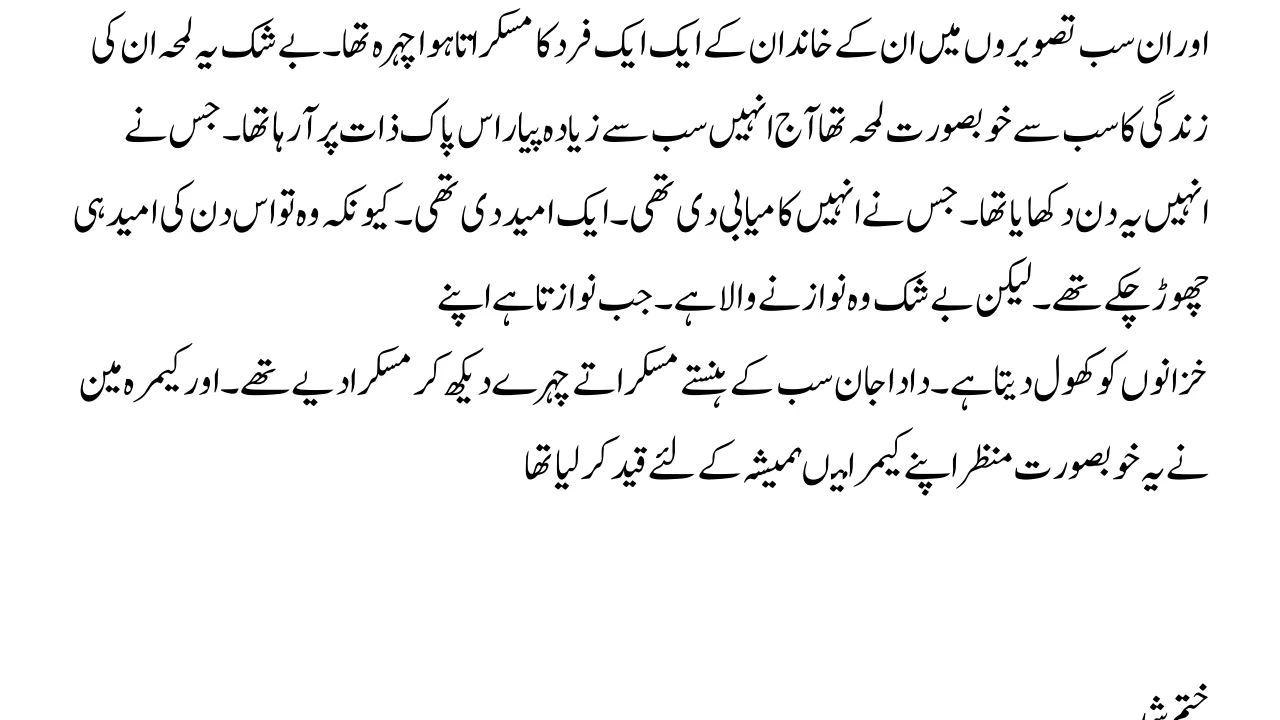 اور ان سب تصویروں میں ان کے خاندان کے ایک ایک فرد کا مسکراتا ہوا چہرہ تھا۔ بے شک یہ لمحہ ان کی
زندگی کا سب سے خوبصورت لمحہ تھا آج انہیں سب سے زیادہ پیار اس پاک ذات پر آ رہا تھا۔ جس نے
انہیں یہ دن دکھایا تھا۔ جس نے انہیں کامیابی دی تھی۔ ایک امید دی تھی۔ کیونکہ وہ تو اس دن کی امید ہی
چھوڑ چکے تھے۔ لیکن بے شک وہ نوازنے والا ہے۔ جب نوازتا ہے اپنے
خزانوں کو کھول دیتا ہے۔ دادا جان سب کے ہنستے مسکراتے چہرے دیکھ کر مسکرا دیے تھے۔ اور کیمرہ مین
نے یہ خوبصورت منظر اپنے ہمیشہ کے لئے قید کر لیا تھا
ختم